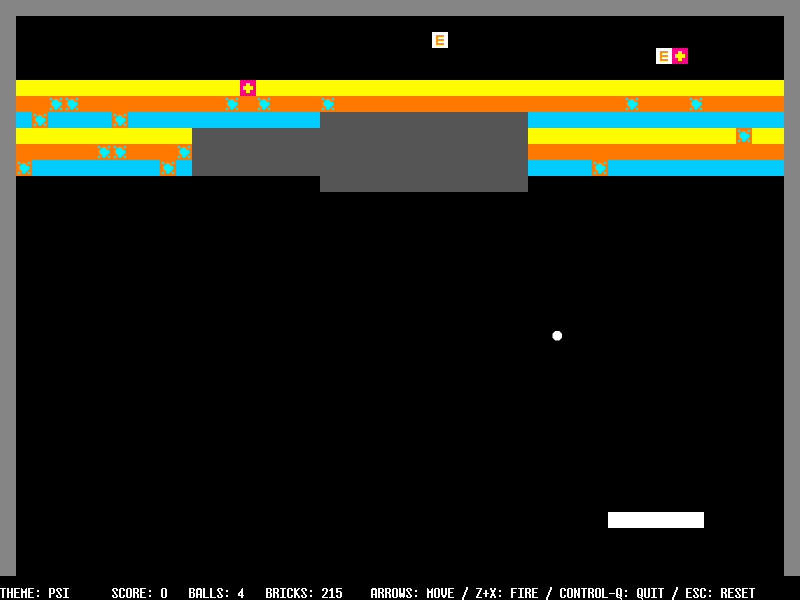 E
E
THEME: PSI SCORE: 0 BALLS: 4 BRICKS: 215 ARROWS: MOVE / Z+X: FIRE / CONTROL-Q: QUIT / ESC: RESET